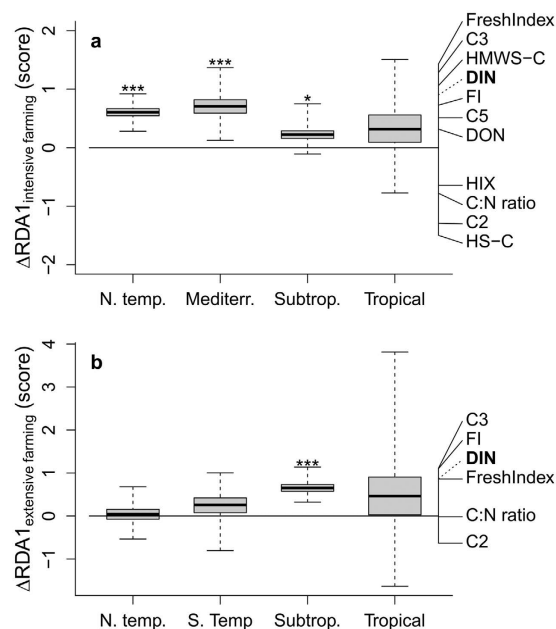 a
ΔRDA1intensive farming (score)
2
1
0
−1
−2
***
***
*
N. temp.
Mediterr.
Subtrop.
Tropical
FreshIndex
C3
HMWS−C
DIN
FI
C5
DON
HIX
C:N ratio
C2
HS−C
b
ΔRDA1extensive farming (score)
4
3
2
1
0
−1
***
N. temp.
S. Temp
Subtrop.
Tropical
C3
FI
DIN
FreshIndex
C:N ratio
C2